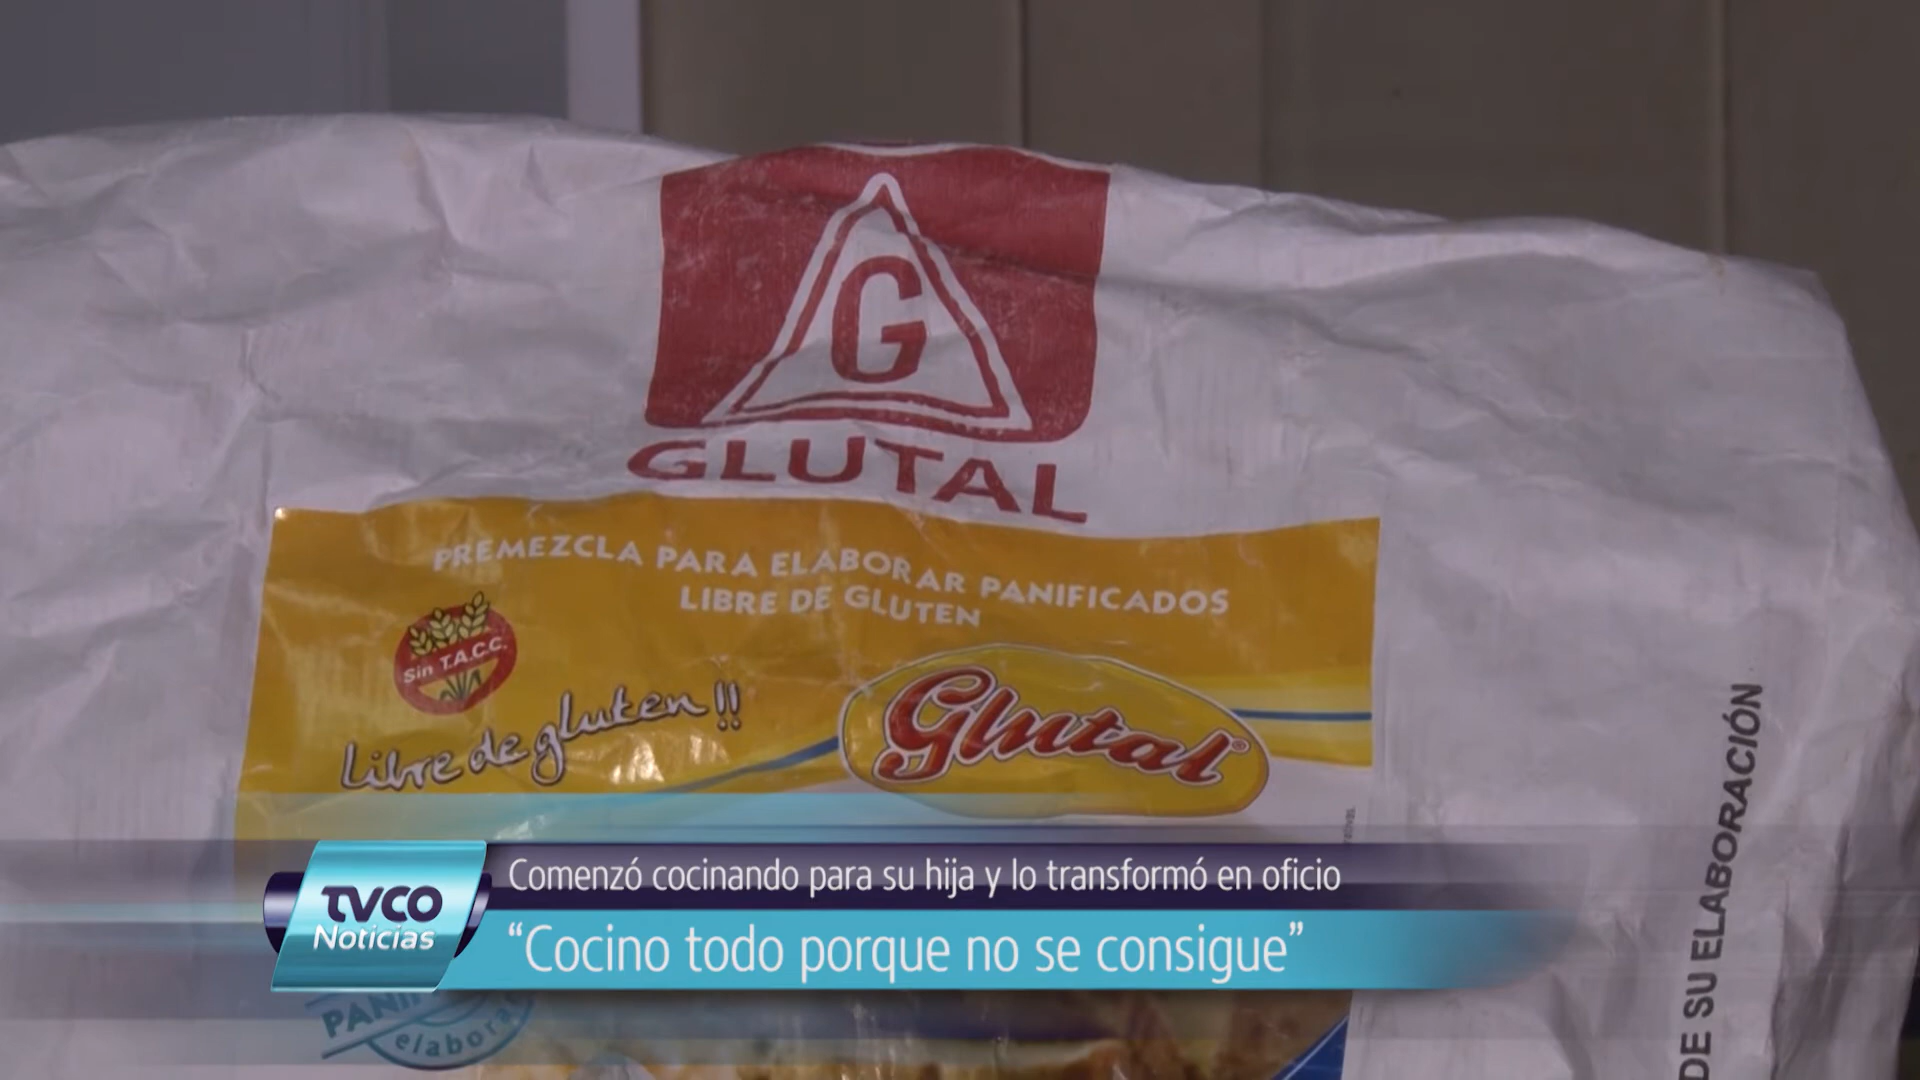 G
GLUTAL
PREMEZCLA PARA ELABORAR PANIFICADOS
LIBRE DE GLUTEN
Sin T.A.C.C.
Libre de gluten!!
Glutal®
DE SU ELABORACIÓN
TVCO
Noticias
Comenzó cocinando para su hija y lo transformó en oficio
“Cocino todo porque no se consigue”